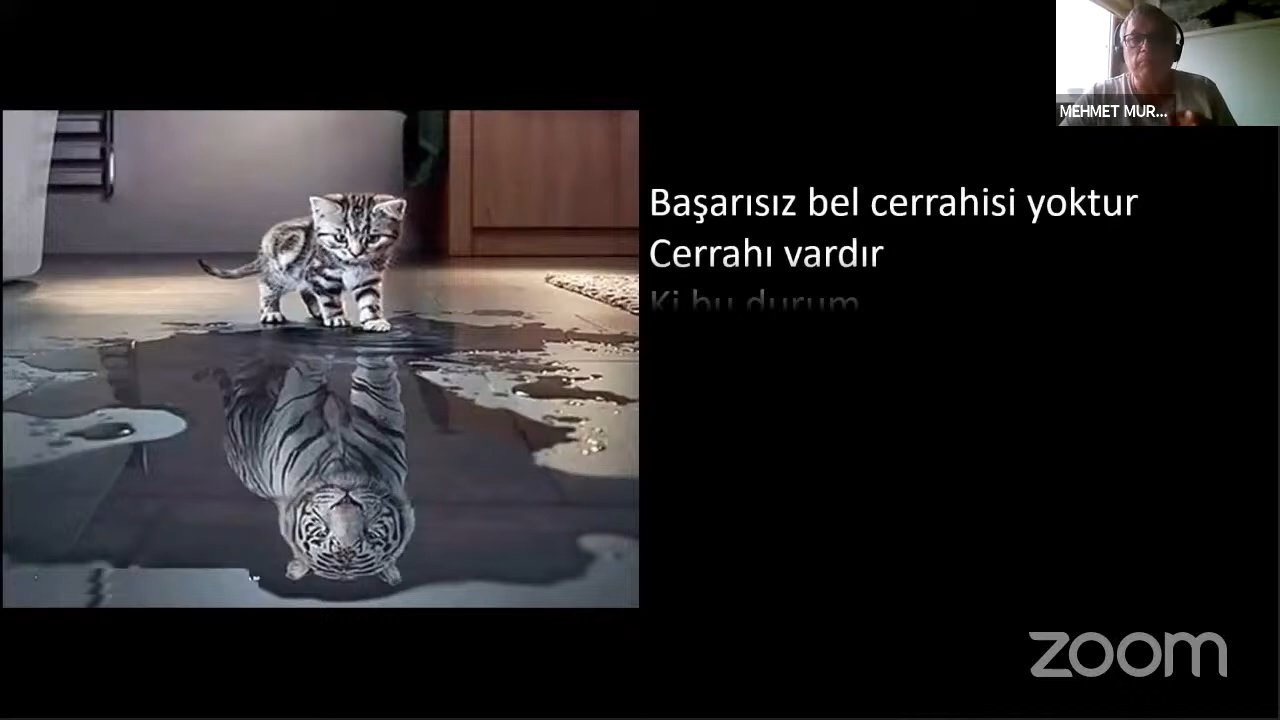 MEHMET MUR...
Başarısız bel cerrahisi yoktur
Cerrahı vardır
Ki bu durum
zoom